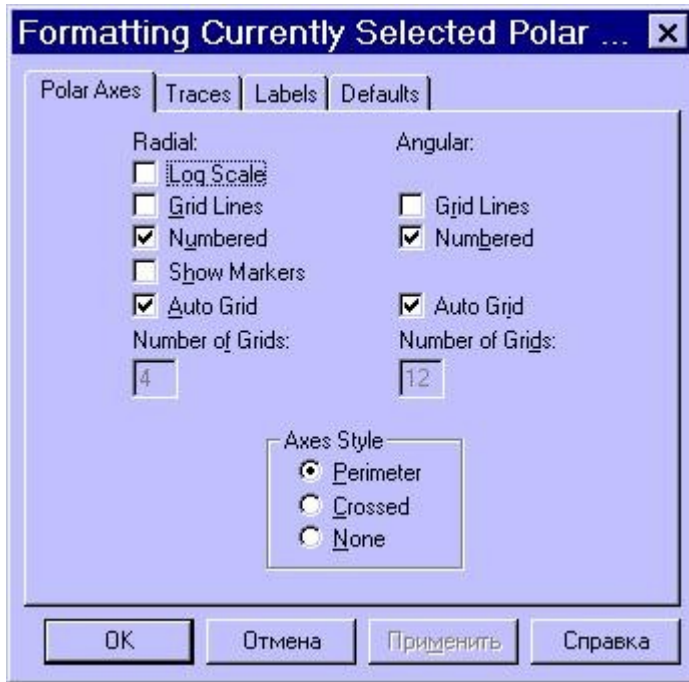 Formatting Currently Selected Polar ...
Polar Axes Traces Labels Defaults
Radial: Angular:
Log Scale
Grid Lines Grid Lines
Numbered Numbered
Show Markers
Auto Grid Auto Grid
Number of Grids: Number of Grids:
4 12
Axes Style
Perimeter
Crossed
None
OK Отмена Применить Справка